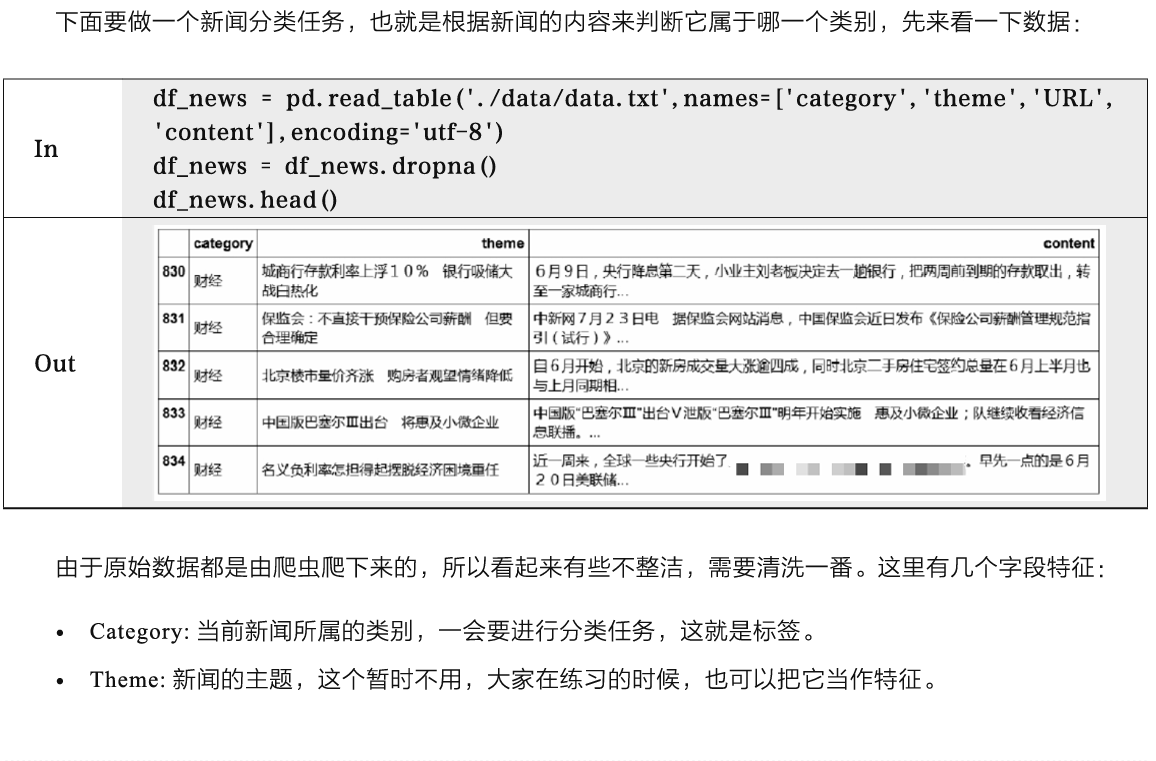 下面要做一个新闻分类任务，也就是根据新闻的内容来判断它属于哪一个类别，先来看一下数据：
In
df_news = pd.read_table('./data/data.txt',names=['category','theme','URL',
'content'],encoding='utf-8')
df_news = df_news.dropna()
df_news.head()
Out
category theme content
830 财经 城商行存款利率上浮１０％　银行吸储大
战白热化
６月９日，央行降息第二天，小业主刘老板决定去一趟银行，把两周前到期的存款取出，转
至一家城商行...
831 财经 保监会：不直接干预保险公司薪酬　但要
合理确定
中新网７月２３日电　据保监会网站消息，中国保监会近日发布《保险公司薪酬管理规范指
引（试行）》...
832 财经 北京楼市量价齐涨　购房者观望情绪降低
自６月开始，北京的新房成交量大涨逾四成，同时北京二手房住宅签约总量在６月上半月也
与上月同期相...
833 财经 中国版巴塞尔Ⅲ出台　将惠及小微企业
中国版“巴塞尔Ⅲ”出台Ｖ泄版“巴塞尔Ⅲ”明年开始实施　惠及小微企业；队继续收看经济信
息联播。...
834 财经 名义负利率怎担得起摆脱经济困境重任
近一周来，全球一些央行开始了 。早先一点的是６月
２０日美联储...
由于原始数据都是由爬虫爬下来的，所以看起来有些不整洁，需要清洗一番。这里有几个字段特征：
• Category: 当前新闻所属的类别，一会要进行分类任务，这就是标签。
• Theme: 新闻的主题，这个暂时不用，大家在练习的时候，也可以把它当作特征。